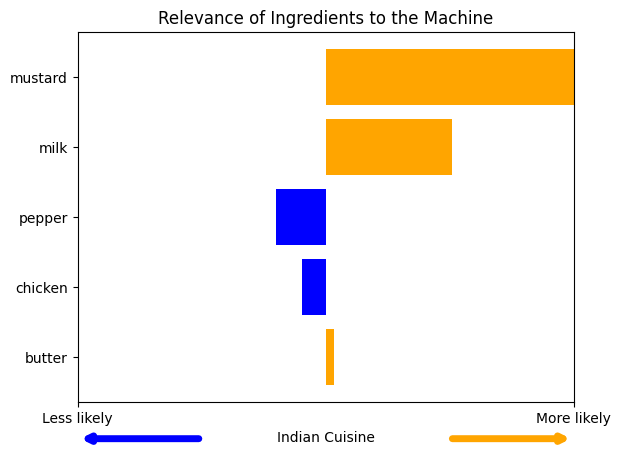 Relevance of Ingredients to the Machine
mustard
milk
pepper
chicken
butter
Less likely
More likely
Indian Cuisine